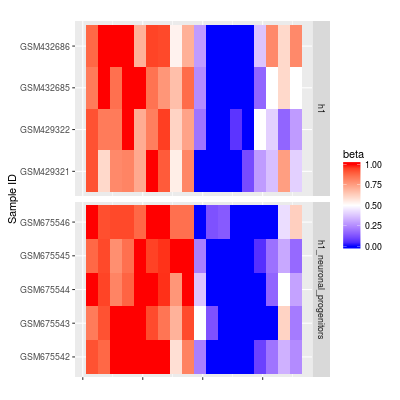 Sample ID
GSM432686
GSM432685
GSM429322
GSM429321
h1
GSM675546
GSM675545
GSM675544
GSM675543
GSM675542
h1_neuronal_progenitors
beta
1.00
0.75
0.50
0.25
0.00